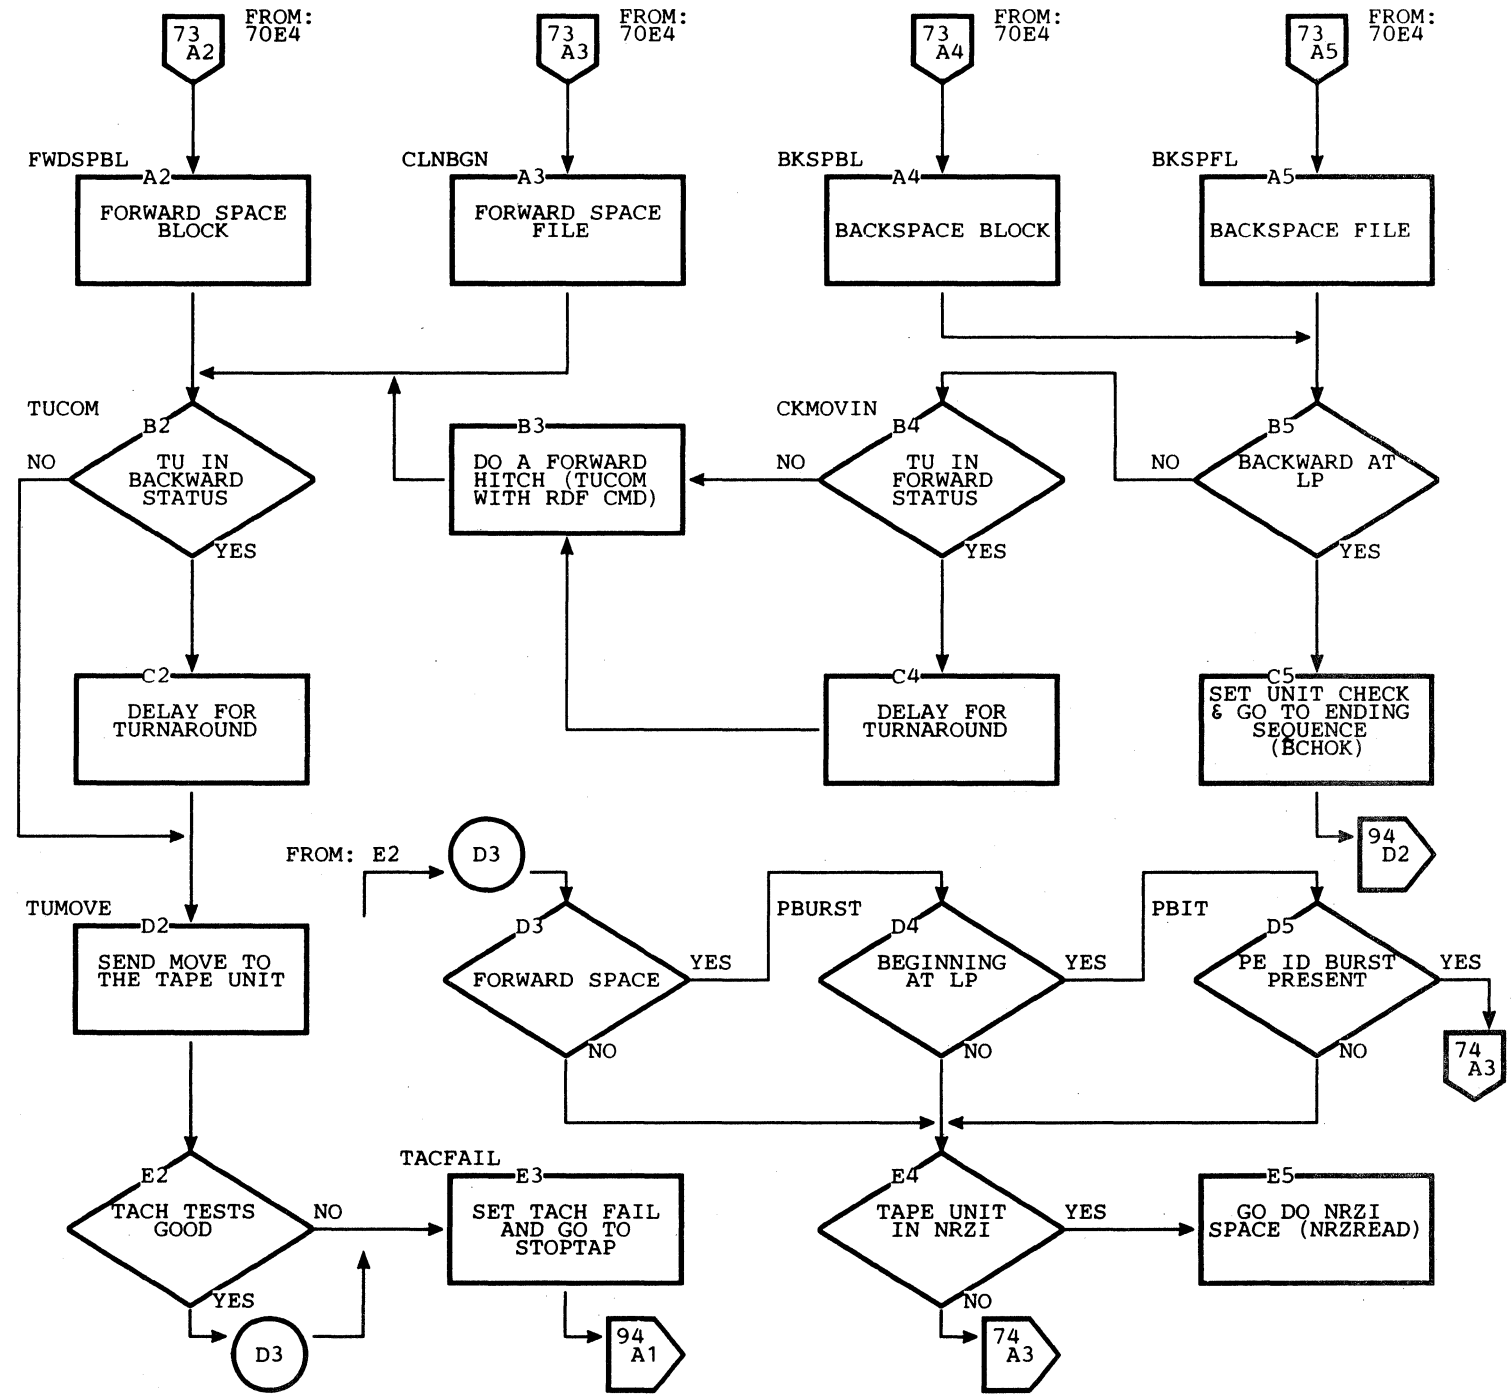 73
A2
FROM:
70E4
73
A3
FROM:
70E4
73
A4
FROM:
70E4
73
A5
FROM:
70E4
FWDSPBL
A2
FORWARD SPACE
BLOCK
CLNBGN
A3
FORWARD SPACE
FILE
BKSPBL
A4
BACKSPACE BLOCK
BKSPFL
A5
BACKSPACE FILE
TUCOM
B2
TU IN
BACKWARD
STATUS
NO
YES
B3
DO A FORWARD
HITCH (TUCOM
WITH RDF CMD)
CKMOVIN
B4
TU IN
FORWARD
STATUS
NO
YES
B5
BACKWARD AT
LP
NO
YES
C2
DELAY FOR
TURNAROUND
C4
DELAY FOR
TURNAROUND
C5
SET UNIT CHECK
& GO TO ENDING
SEQUENCE
(BCHOK)
94
D2
FROM: E2
D3
TUMOVE
D2
SEND MOVE TO
THE TAPE UNIT
D3
FORWARD SPACE
YES
NO
PBURST
D4
BEGINNING
AT LP
YES
NO
PBIT
D5
PE ID BURST
PRESENT
YES
NO
74
A3
E2
TACH TESTS
GOOD
NO
YES
D3
TACFAIL
E3
SET TACH FAIL
AND GO TO
STOPTAP
94
A1
E4
TAPE UNIT
IN NRZI
YES
NO
74
A3
E5
GO DO NRZI
SPACE (NRZREAD)